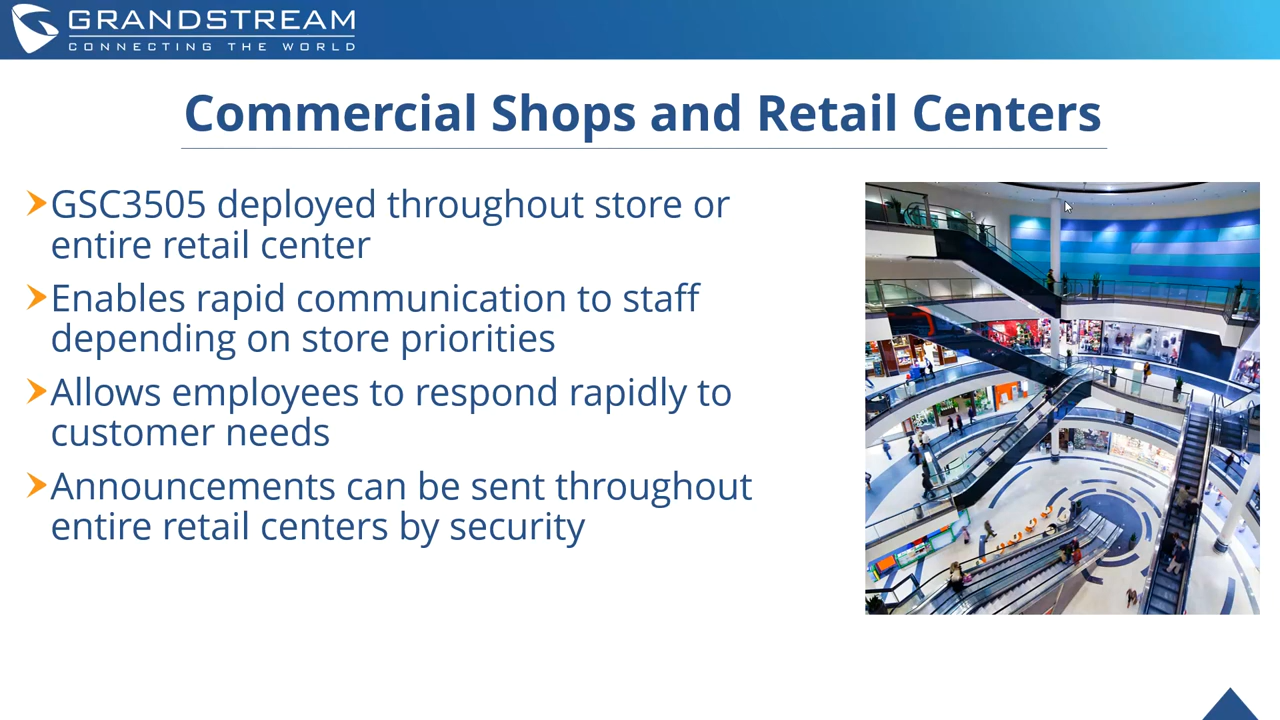 GRANDSTREAM
CONNECTING THE WORLD
Commercial Shops and Retail Centers
GSC3505 deployed throughout store or
entire retail center
Enables rapid communication to staff
depending on store priorities
Allows employees to respond rapidly to
customer needs
Announcements can be sent throughout
entire retail centers by security